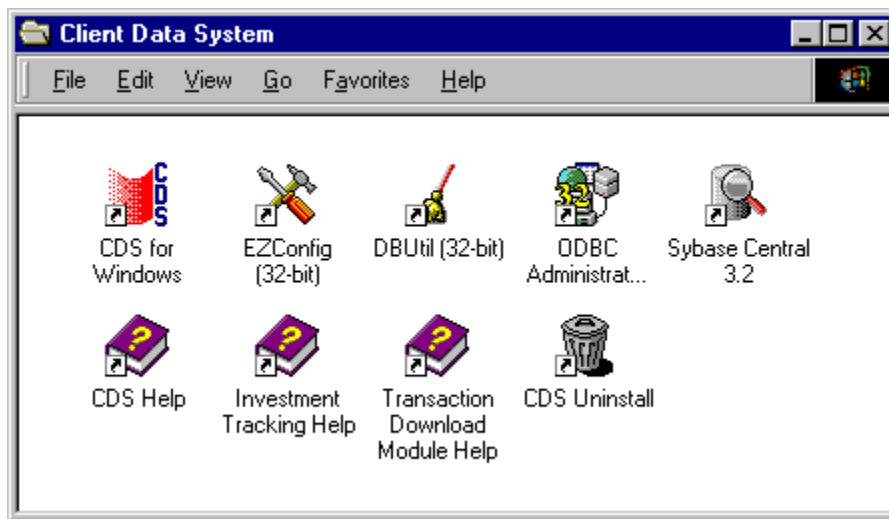 Client Data System
File Edit View Go Favorites Help
CDS
32
CDS for
Windows
EZConfig
(32-bit)
DBUtil (32-bit)
ODBC
Administrat...
Sybase Central
3.2
?
CDS Help
?
Investment
Tracking Help
?
Transaction
Download
Module Help
CDS Uninstall